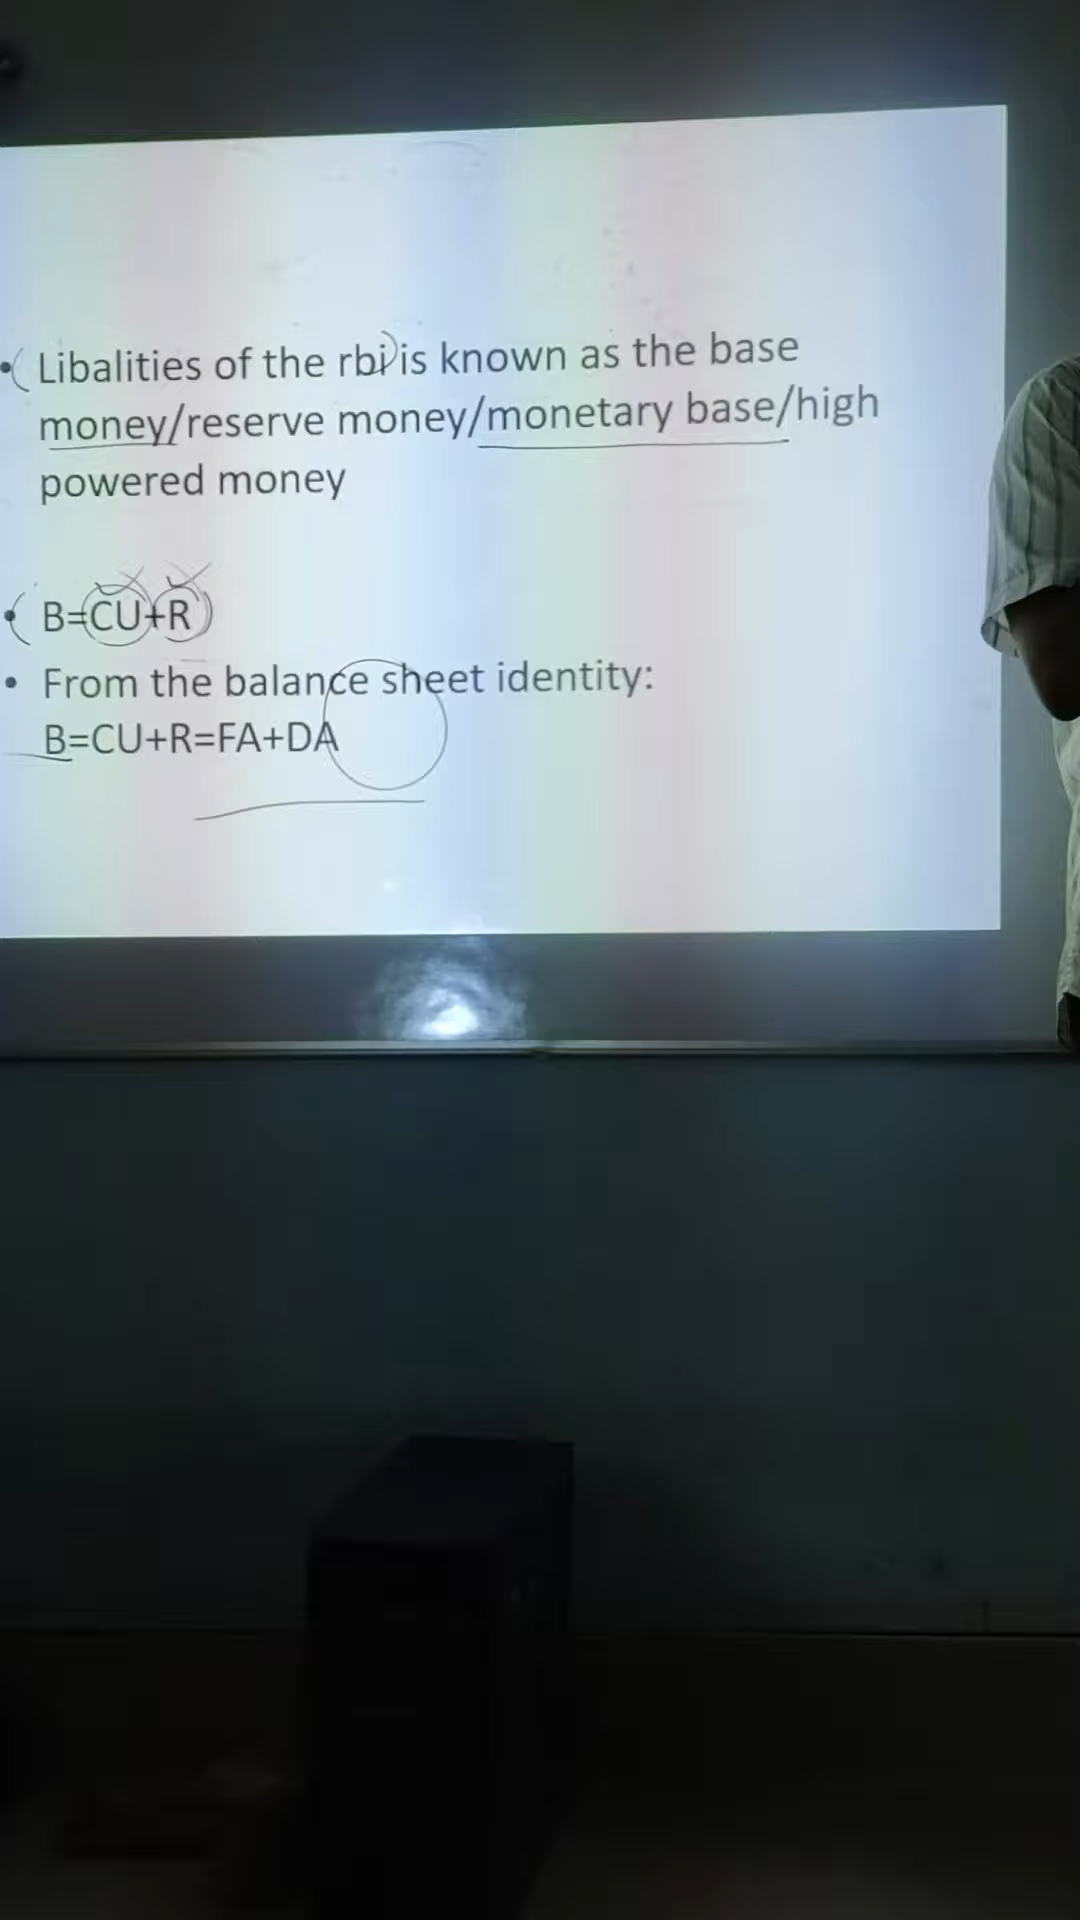 • Libalities of the rbi is known as the base
money/reserve money/monetary base/high
powered money
• B=CU+R
• From the balance sheet identity:
B=CU+R=FA+DA